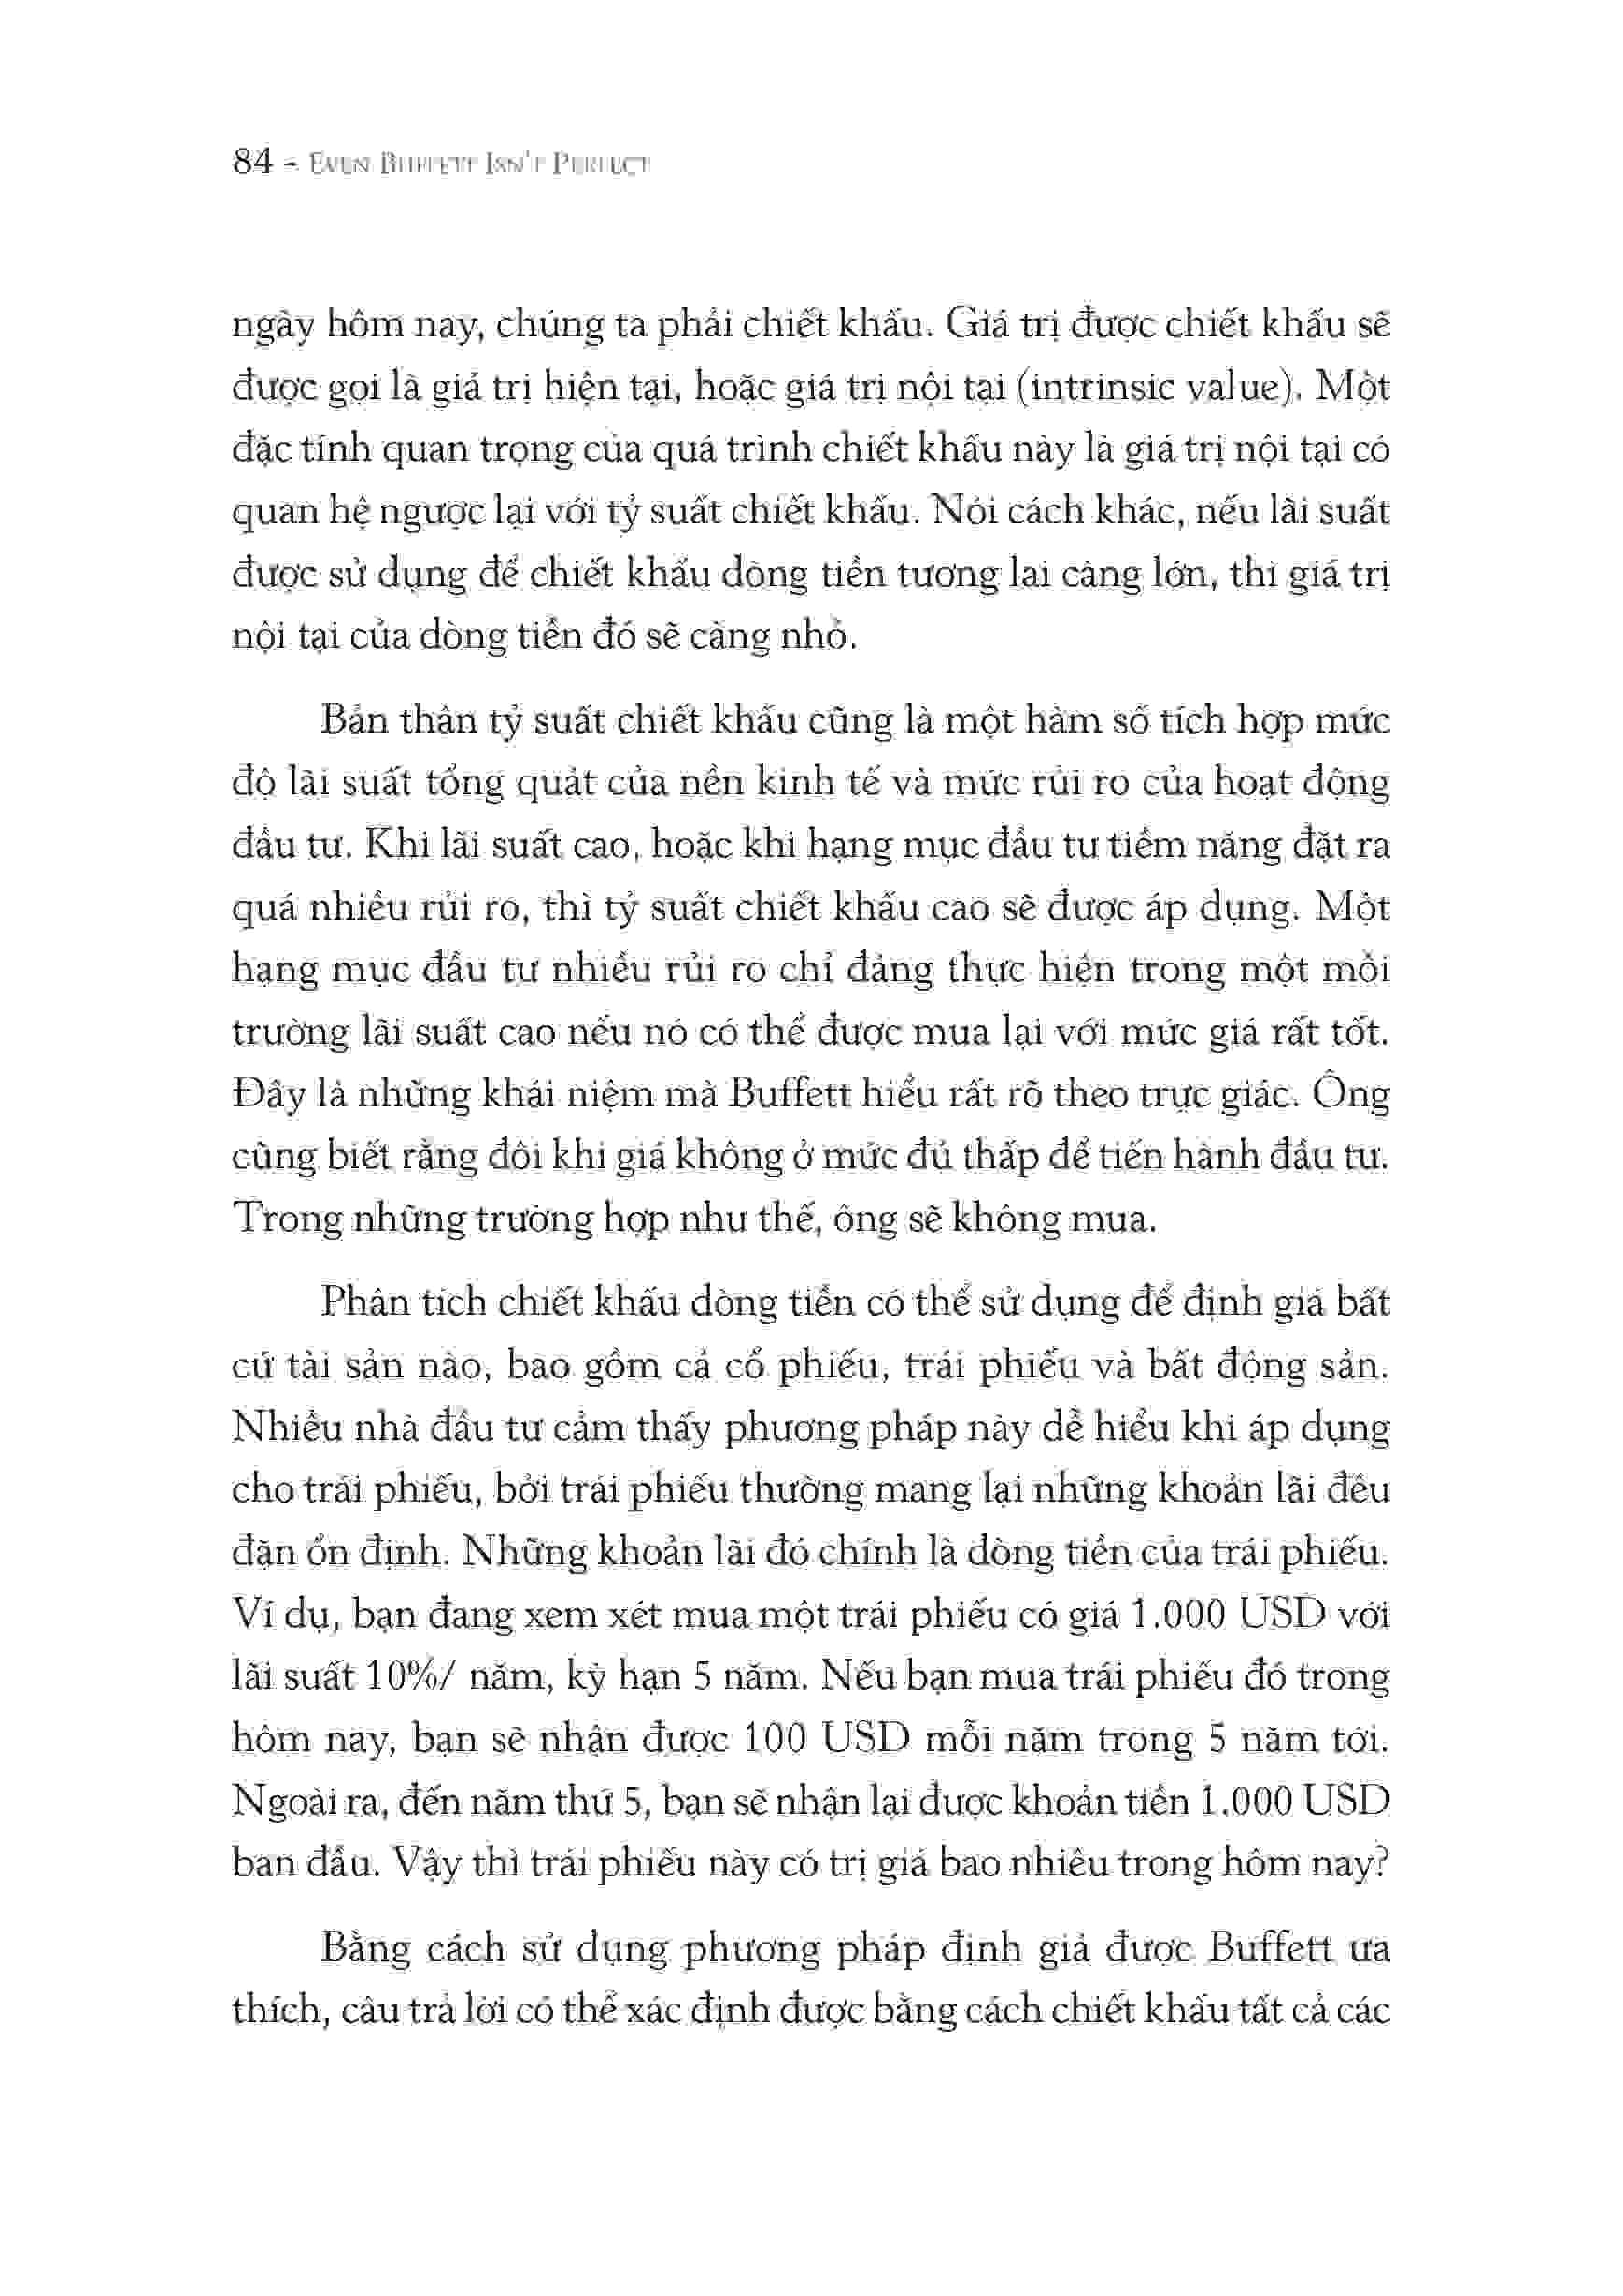 84 - Even Buffett Isn't Perfect
ngày hôm nay, chúng ta phải chiết khấu. Giá trị được chiết khấu sẽ
được gọi là giá trị hiện tại, hoặc giá trị nội tại (intrinsic value). Một
đặc tính quan trọng của quá trình chiết khấu này là giá trị nội tại có
quan hệ ngược lại với tỷ suất chiết khấu. Nói cách khác, nếu lãi suất
được sử dụng để chiết khấu dòng tiền tương lai càng lớn, thì giá trị
nội tại của dòng tiền đó sẽ càng nhỏ.
Bản thân tỷ suất chiết khấu cũng là một hàm số tích hợp mức
độ lãi suất tổng quát của nền kinh tế và mức rủi ro của hoạt động
đầu tư. Khi lãi suất cao, hoặc khi hạng mục đầu tư tiềm năng đặt ra
quá nhiều rủi ro, thì tỷ suất chiết khấu cao sẽ được áp dụng. Một
hạng mục đầu tư nhiều rủi ro chỉ đáng thực hiện trong một môi
trường lãi suất cao nếu nó có thể được mua lại với mức giá rất tốt.
Đây là những khái niệm mà Buffett hiểu rất rõ theo trực giác. Ông
cũng biết rằng đôi khi giá không ở mức đủ thấp để tiến hành đầu tư.
Trong những trường hợp như thế, ông sẽ không mua.
Phân tích chiết khấu dòng tiền có thể sử dụng để định giá bất
cứ tài sản nào, bao gồm cả cổ phiếu, trái phiếu và bất động sản.
Nhiều nhà đầu tư cảm thấy phương pháp này dễ hiểu khi áp dụng
cho trái phiếu, bởi trái phiếu thường mang lại những khoản lãi đều
đặn ổn định. Những khoản lãi đó chính là dòng tiền của trái phiếu.
Ví dụ, bạn đang xem xét mua một trái phiếu có giá 1.000 USD với
lãi suất 10%/ năm, kỳ hạn 5 năm. Nếu bạn mua trái phiếu đó trong
hôm nay, bạn sẽ nhận được 100 USD mỗi năm trong 5 năm tới.
Ngoài ra, đến năm thứ 5, bạn sẽ nhận lại được khoản tiền 1.000 USD
ban đầu. Vậy thì trái phiếu này có trị giá bao nhiêu trong hôm nay?
Bằng cách sử dụng phương pháp định giá được Buffett ưa
thích, câu trả lời có thể xác định được bằng cách chiết khấu tất cả các